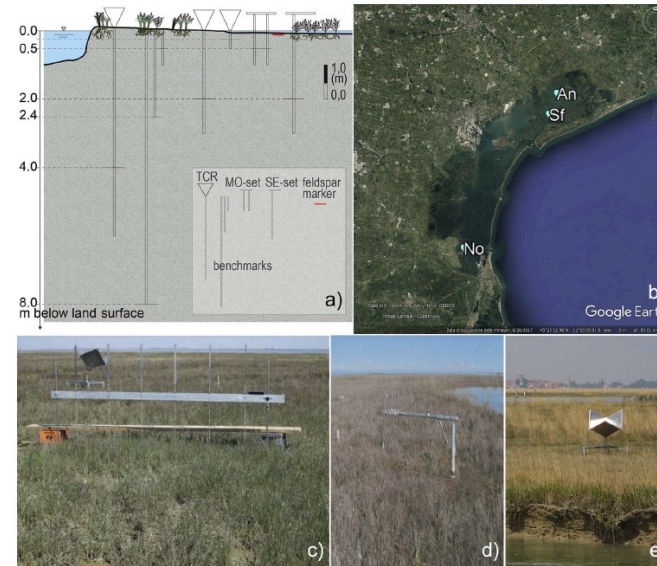 0.0
0.5
1,0
(m)
0,0
2.0
2.4
4.0
TCR
MO-set SE-set feldspar
marker
benchmarks
a)
8.0
m below land surface
An
Sf
No
b
Google Earth
c)
d)
e